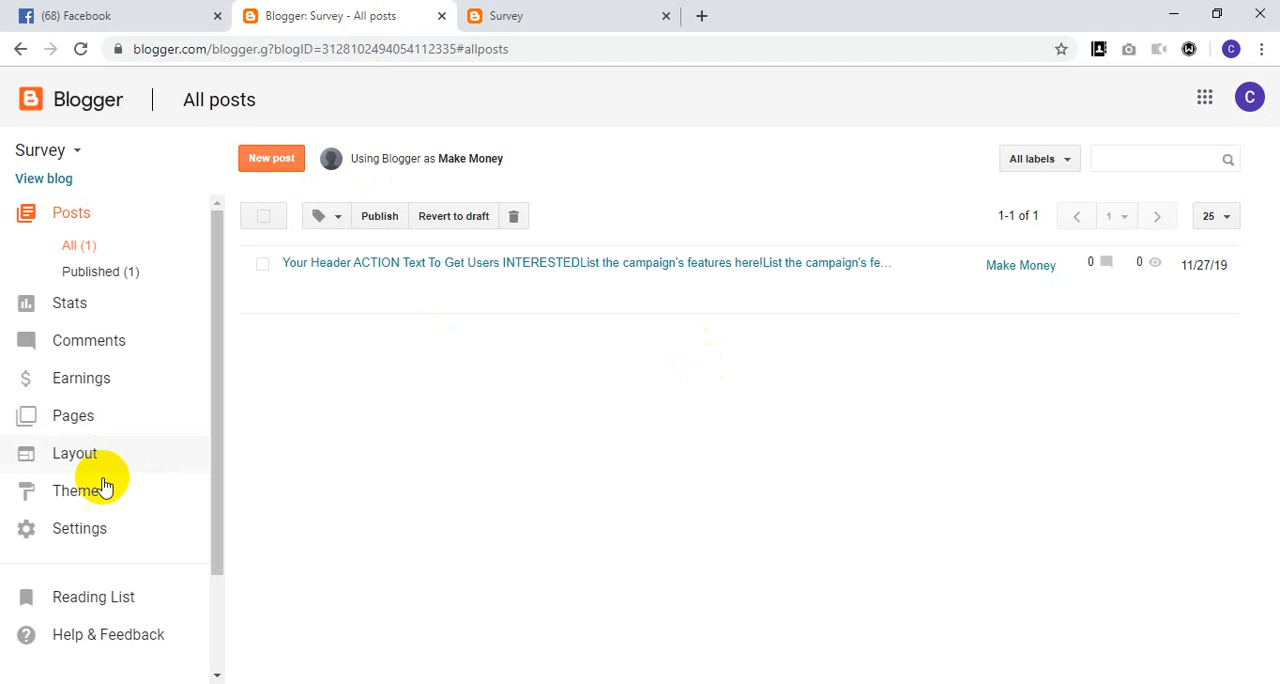 (68) Facebook
Blogger: Survey - All posts
Survey
blogger.com/blogger.g?blogID=3128102494054112335#allposts
C
Blogger
All posts
C
Survey
View blog
New post
Using Blogger as Make Money
All labels
Posts
All (1)
Published (1)
Publish
Revert to draft
1-1 of 1
1
25
Your Header ACTION Text To Get Users INTERESTEDList the campaign's features here!List the campaign's fe...
Make Money
0
0
11/27/19
Stats
Comments
Earnings
Pages
Layout
Theme
Settings
Reading List
Help & Feedback